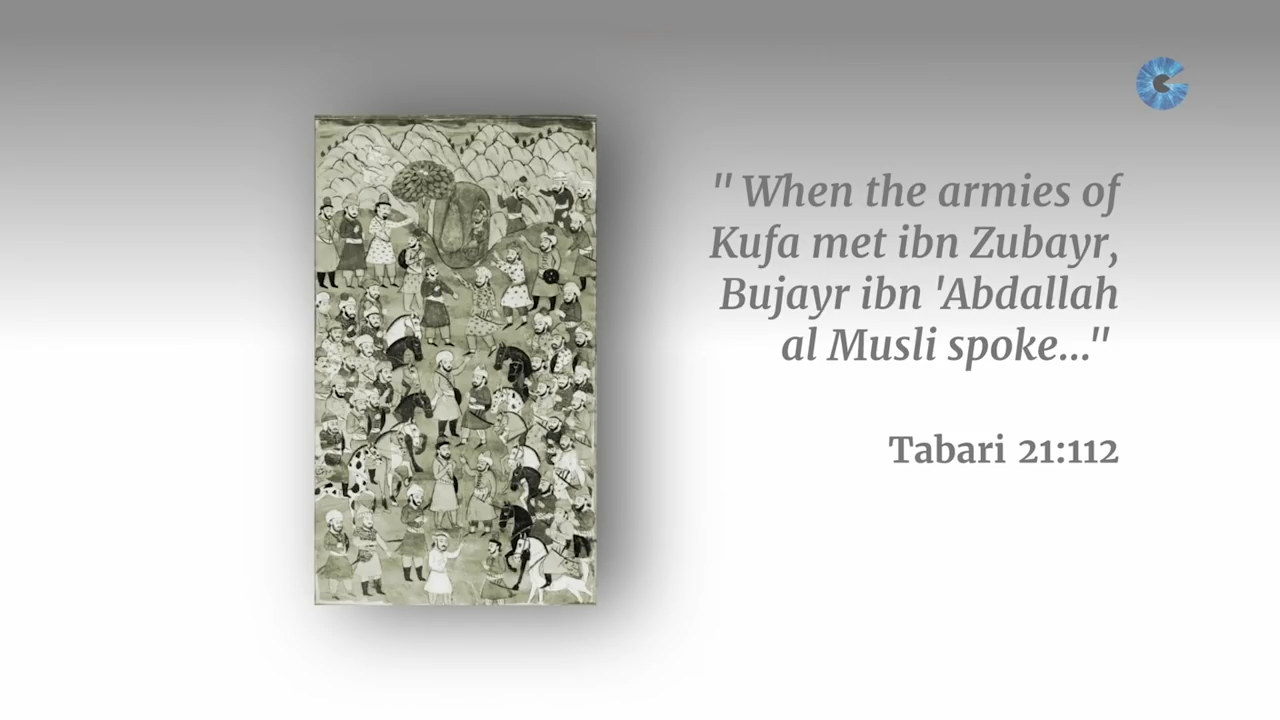 " When the armies of
Kufa met ibn Zubayr,
Bujayr ibn 'Abdallah
al Musli spoke..."
Tabari 21:112